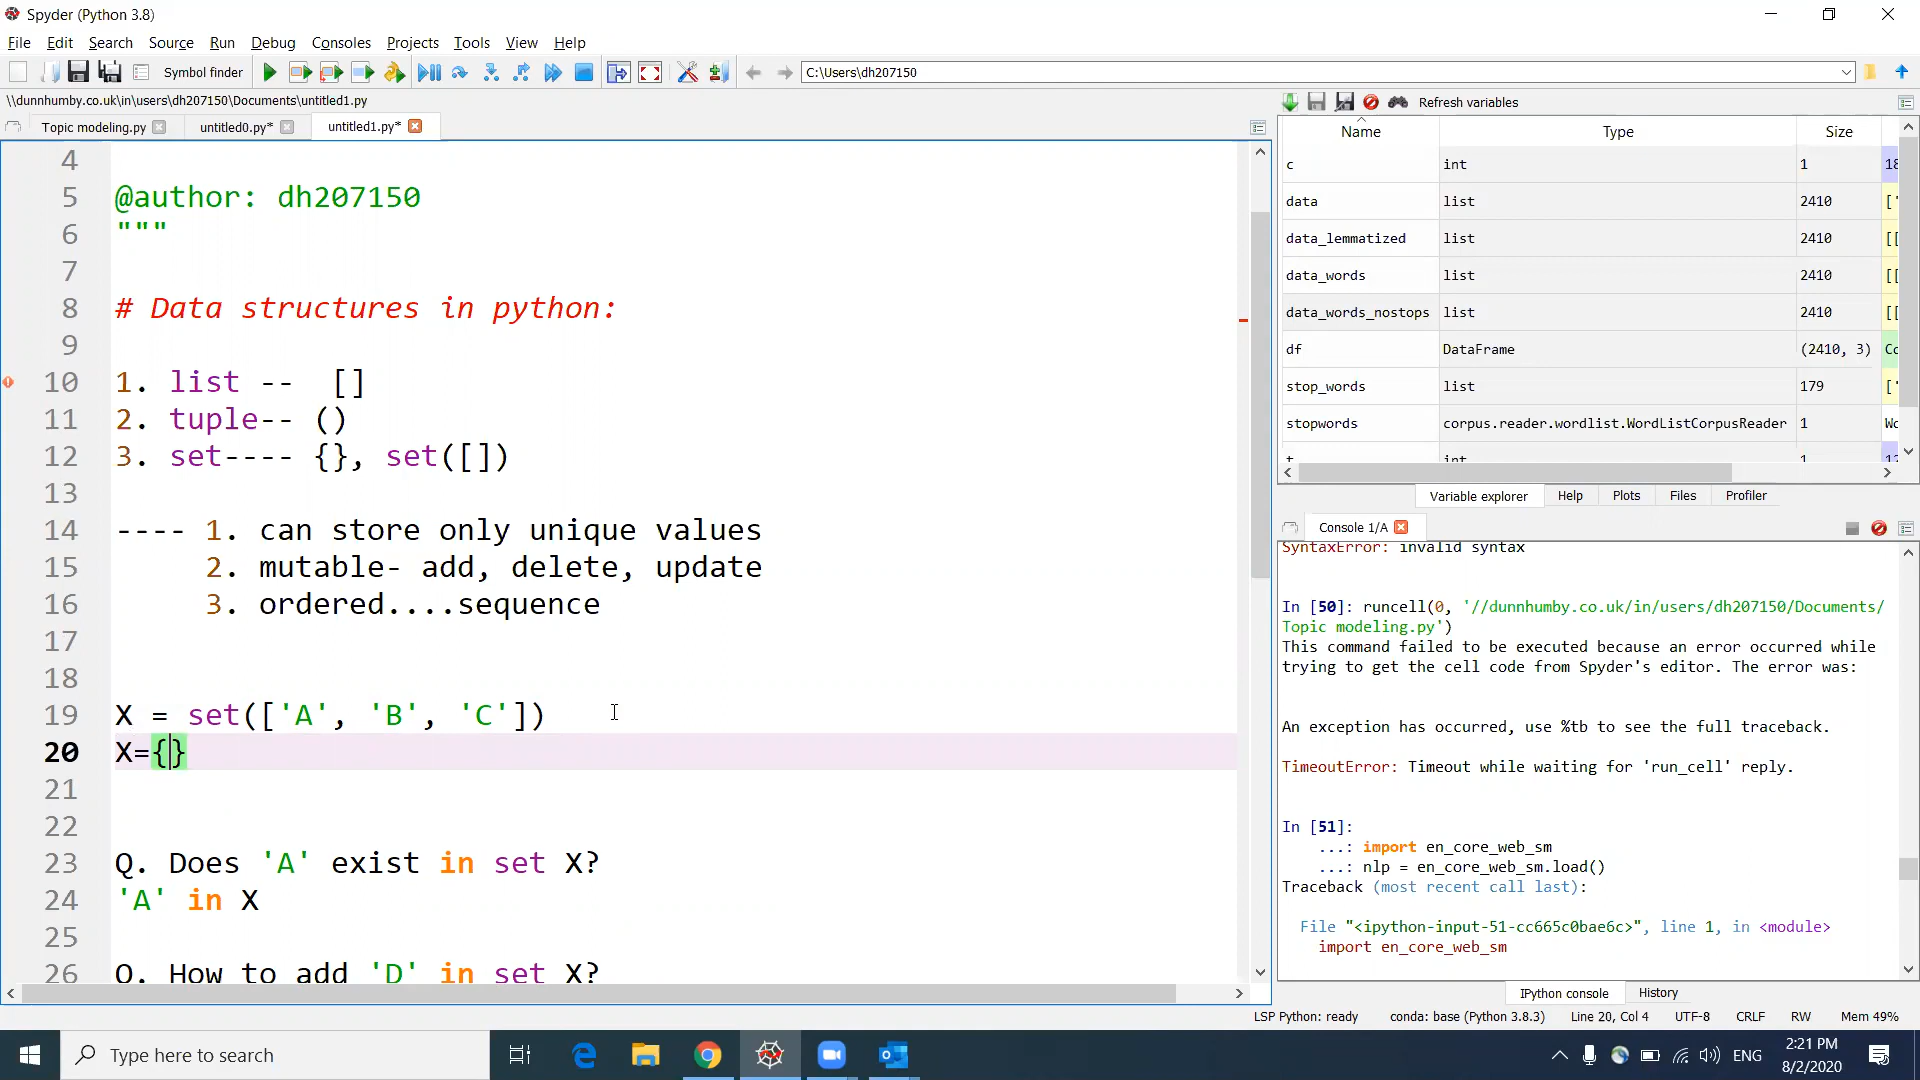 Spyder (Python 3.8)
File Edit Search Source Run Debug Consoles Projects Tools View Help
Symbol finder
C:\Users\dh207150
\\dunnhumby.co.uk\in\users\dh207150\Documents\untitled1.py
Topic modeling.py untitled0.py* untitled1.py*
4
5 @author: dh207150
6 """
7
8 # Data structures in python:
9
10 1. list -- []
11 2. tuple-- ()
12 3. set---- {}, set([])
13
14 ---- 1. can store only unique values
15 2. mutable- add, delete, update
16 3. ordered....sequence
17
18
19 X = set(['A', 'B', 'C'])
20 X={}
21
22
23 Q. Does 'A' exist in set X?
24 'A' in X
25
26 Q. How to add 'D' in set X?
Refresh variables
Name Type Size
c int 1 18
data list 2410 ['
data_lemmatized list 2410 [[
data_words list 2410 [[
data_words_nostops list 2410 [[
df DataFrame (2410, 3) Co
stop_words list 179 ['
stopwords corpus.reader.wordlist.WordListCorpusReader 1 Wo
t int 1 12
Variable explorer Help Plots Files Profiler
Console 1/A
SyntaxError: invalid syntax
In [50]: runcell(0, '//dunnhumby.co.uk/in/users/dh207150/Documents/
Topic modeling.py')
This command failed to be executed because an error occurred while
trying to get the cell code from Spyder's editor. The error was:
An exception has occurred, use %tb to see the full traceback.
TimeoutError: Timeout while waiting for 'run_cell' reply.
In [51]:
...: import en_core_web_sm
...: nlp = en_core_web_sm.load()
Traceback (most recent call last):
File "<ipython-input-51-cc665c0bae6c>", line 1, in <module>
import en_core_web_sm
IPython console History
LSP Python: ready conda: base (Python 3.8.3) Line 20, Col 4 UTF-8 CRLF RW Mem 49%
Type here to search
ENG
2:21 PM
8/2/2020